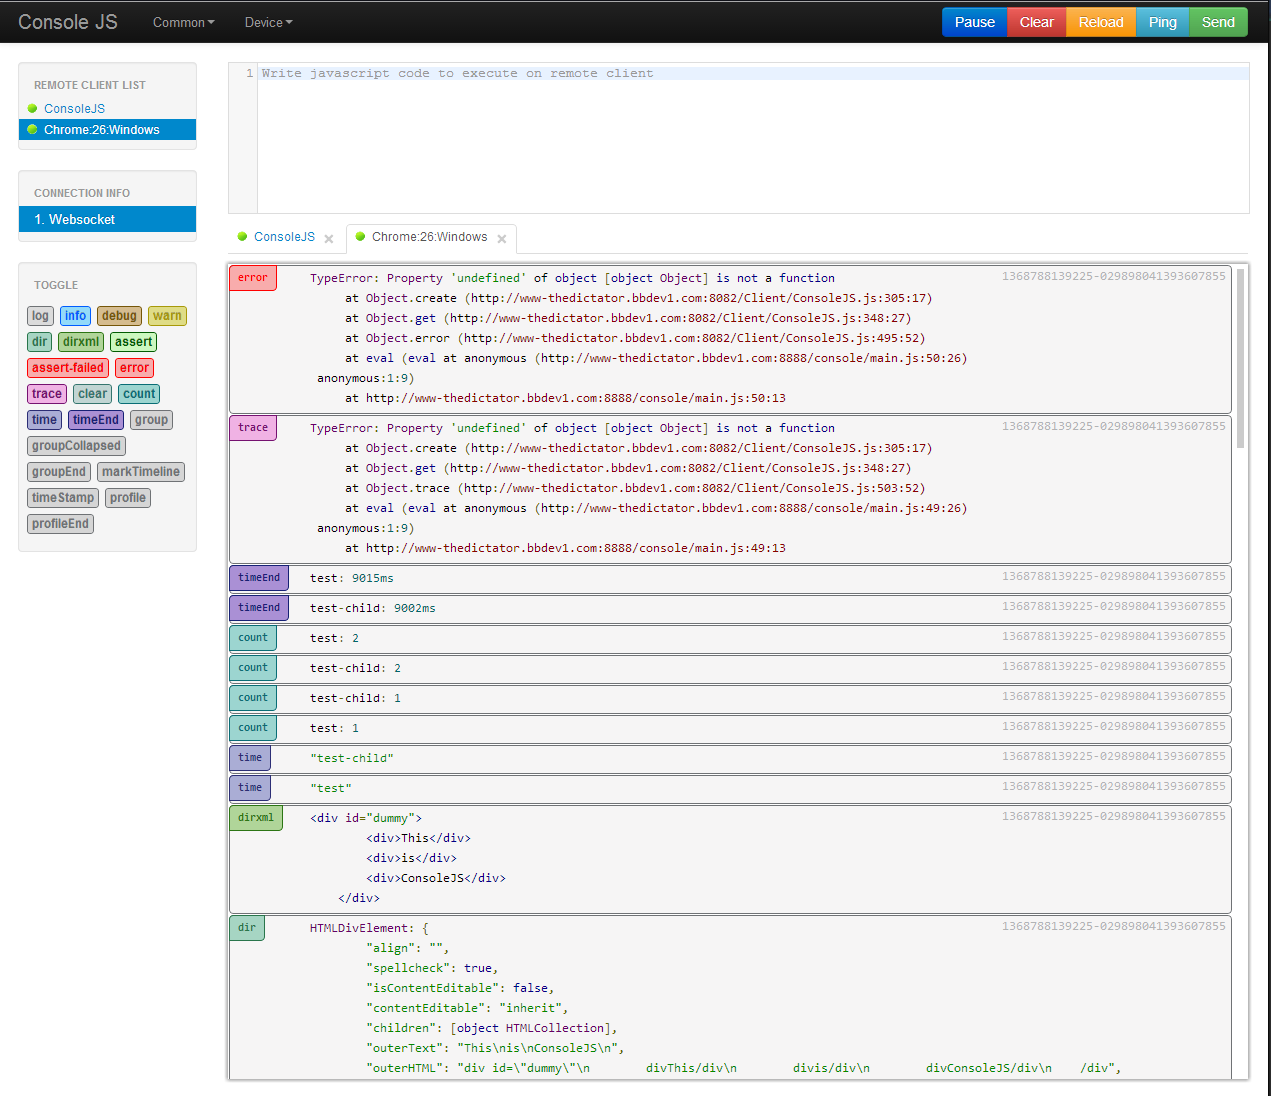 Console JS Common Device Pause Clear Reload Ping Send
REMOTE CLIENT LIST
ConsoleJS
Chrome:26:Windows
CONNECTION INFO
1. Websocket
TOGGLE
log info debug warn
dir dirxml assert
assert-failed error
trace clear count
time timeEnd group
groupCollapsed
groupEnd markTimeline
timeStamp profile
profileEnd
1 Write javascript code to execute on remote client
ConsoleJS × Chrome:26:Windows ×
error TypeError: Property 'undefined' of object [object Object] is not a function 1368788139225-029898041393607855
at Object.create (http://www-thedictator.bbdev1.com:8082/Client/ConsoleJS.js:305:17)
at Object.get (http://www-thedictator.bbdev1.com:8082/Client/ConsoleJS.js:348:27)
at Object.error (http://www-thedictator.bbdev1.com:8082/Client/ConsoleJS.js:495:52)
at eval (eval at anonymous (http://www-thedictator.bbdev1.com:8888/console/main.js:50:26)
anonymous:1:9)
at http://www-thedictator.bbdev1.com:8888/console/main.js:50:13
trace TypeError: Property 'undefined' of object [object Object] is not a function 1368788139225-029898041393607855
at Object.create (http://www-thedictator.bbdev1.com:8082/Client/ConsoleJS.js:305:17)
at Object.get (http://www-thedictator.bbdev1.com:8082/Client/ConsoleJS.js:348:27)
at Object.trace (http://www-thedictator.bbdev1.com:8082/Client/ConsoleJS.js:503:52)
at eval (eval at anonymous (http://www-thedictator.bbdev1.com:8888/console/main.js:49:26)
anonymous:1:9)
at http://www-thedictator.bbdev1.com:8888/console/main.js:49:13
timeEnd test: 9015ms 1368788139225-029898041393607855
timeEnd test-child: 9002ms 1368788139225-029898041393607855
count test: 2 1368788139225-029898041393607855
count test-child: 2 1368788139225-029898041393607855
count test-child: 1 1368788139225-029898041393607855
count test: 1 1368788139225-029898041393607855
time "test-child" 1368788139225-029898041393607855
time "test" 1368788139225-029898041393607855
dirxml <div id="dummy"> 1368788139225-029898041393607855
<div>This</div>
<div>is</div>
<div>ConsoleJS</div>
</div>
dir HTMLDivElement: { 1368788139225-029898041393607855
"align": "",
"spellcheck": true,
"isContentEditable": false,
"contentEditable": "inherit",
"children": [object HTMLCollection],
"outerText": "This\nis\nConsoleJS\n",
"outerHTML": "div id=\"dummy\"\n divThis/div\n divis/div\n divConsoleJS/div\n /div",